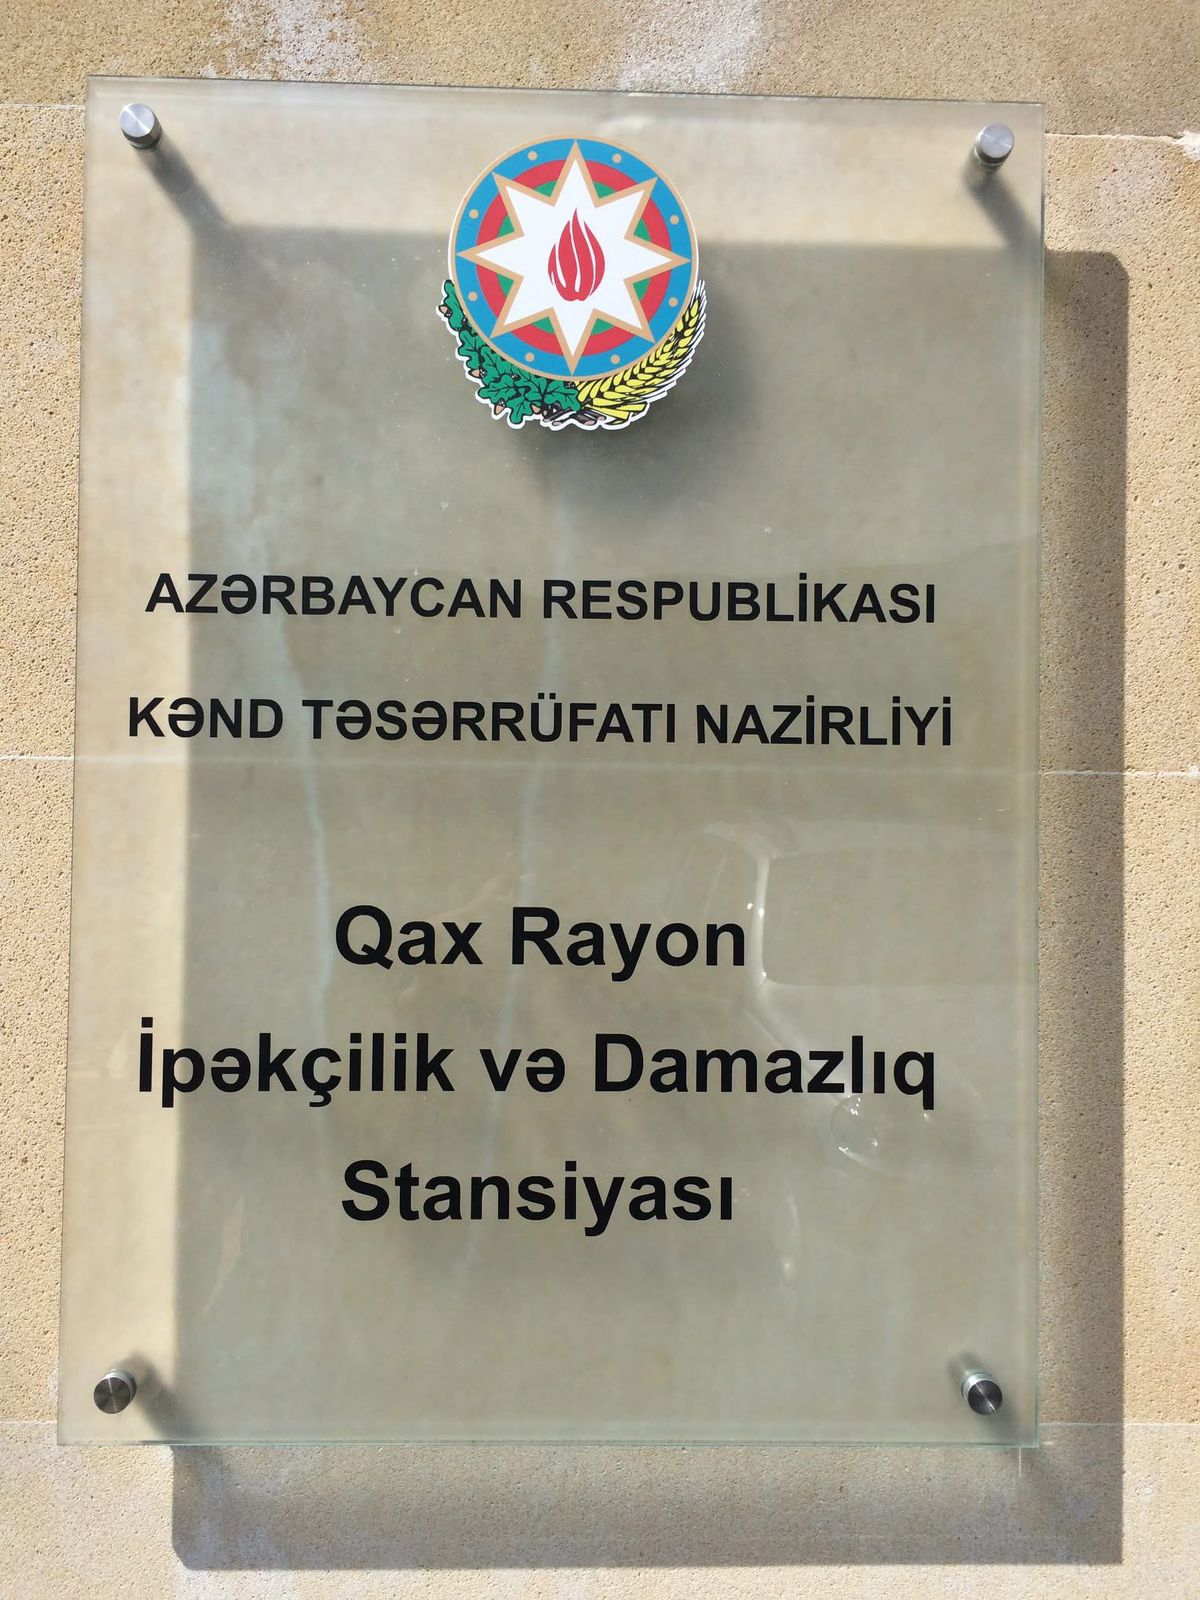 AZƏRBAYCAN RESPUBLİKASI
KƏND TƏSƏRRÜFATI NAZİRLİYİ
Qax Rayon
İpəkçilik və Damazlıq
Stansiyası